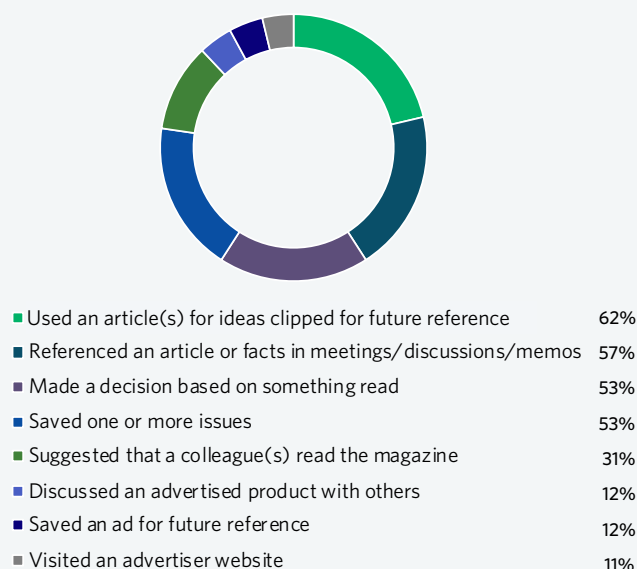 Used an article(s) for ideas clipped for future reference 62%
Referenced an article or facts in meetings/discussions/memos 57%
Made a decision based on something read 53%
Saved one or more issues 53%
Suggested that a colleague(s) read the magazine 31%
Discussed an advertised product with others 12%
Saved an ad for future reference 12%
Visited an advertiser website 11%